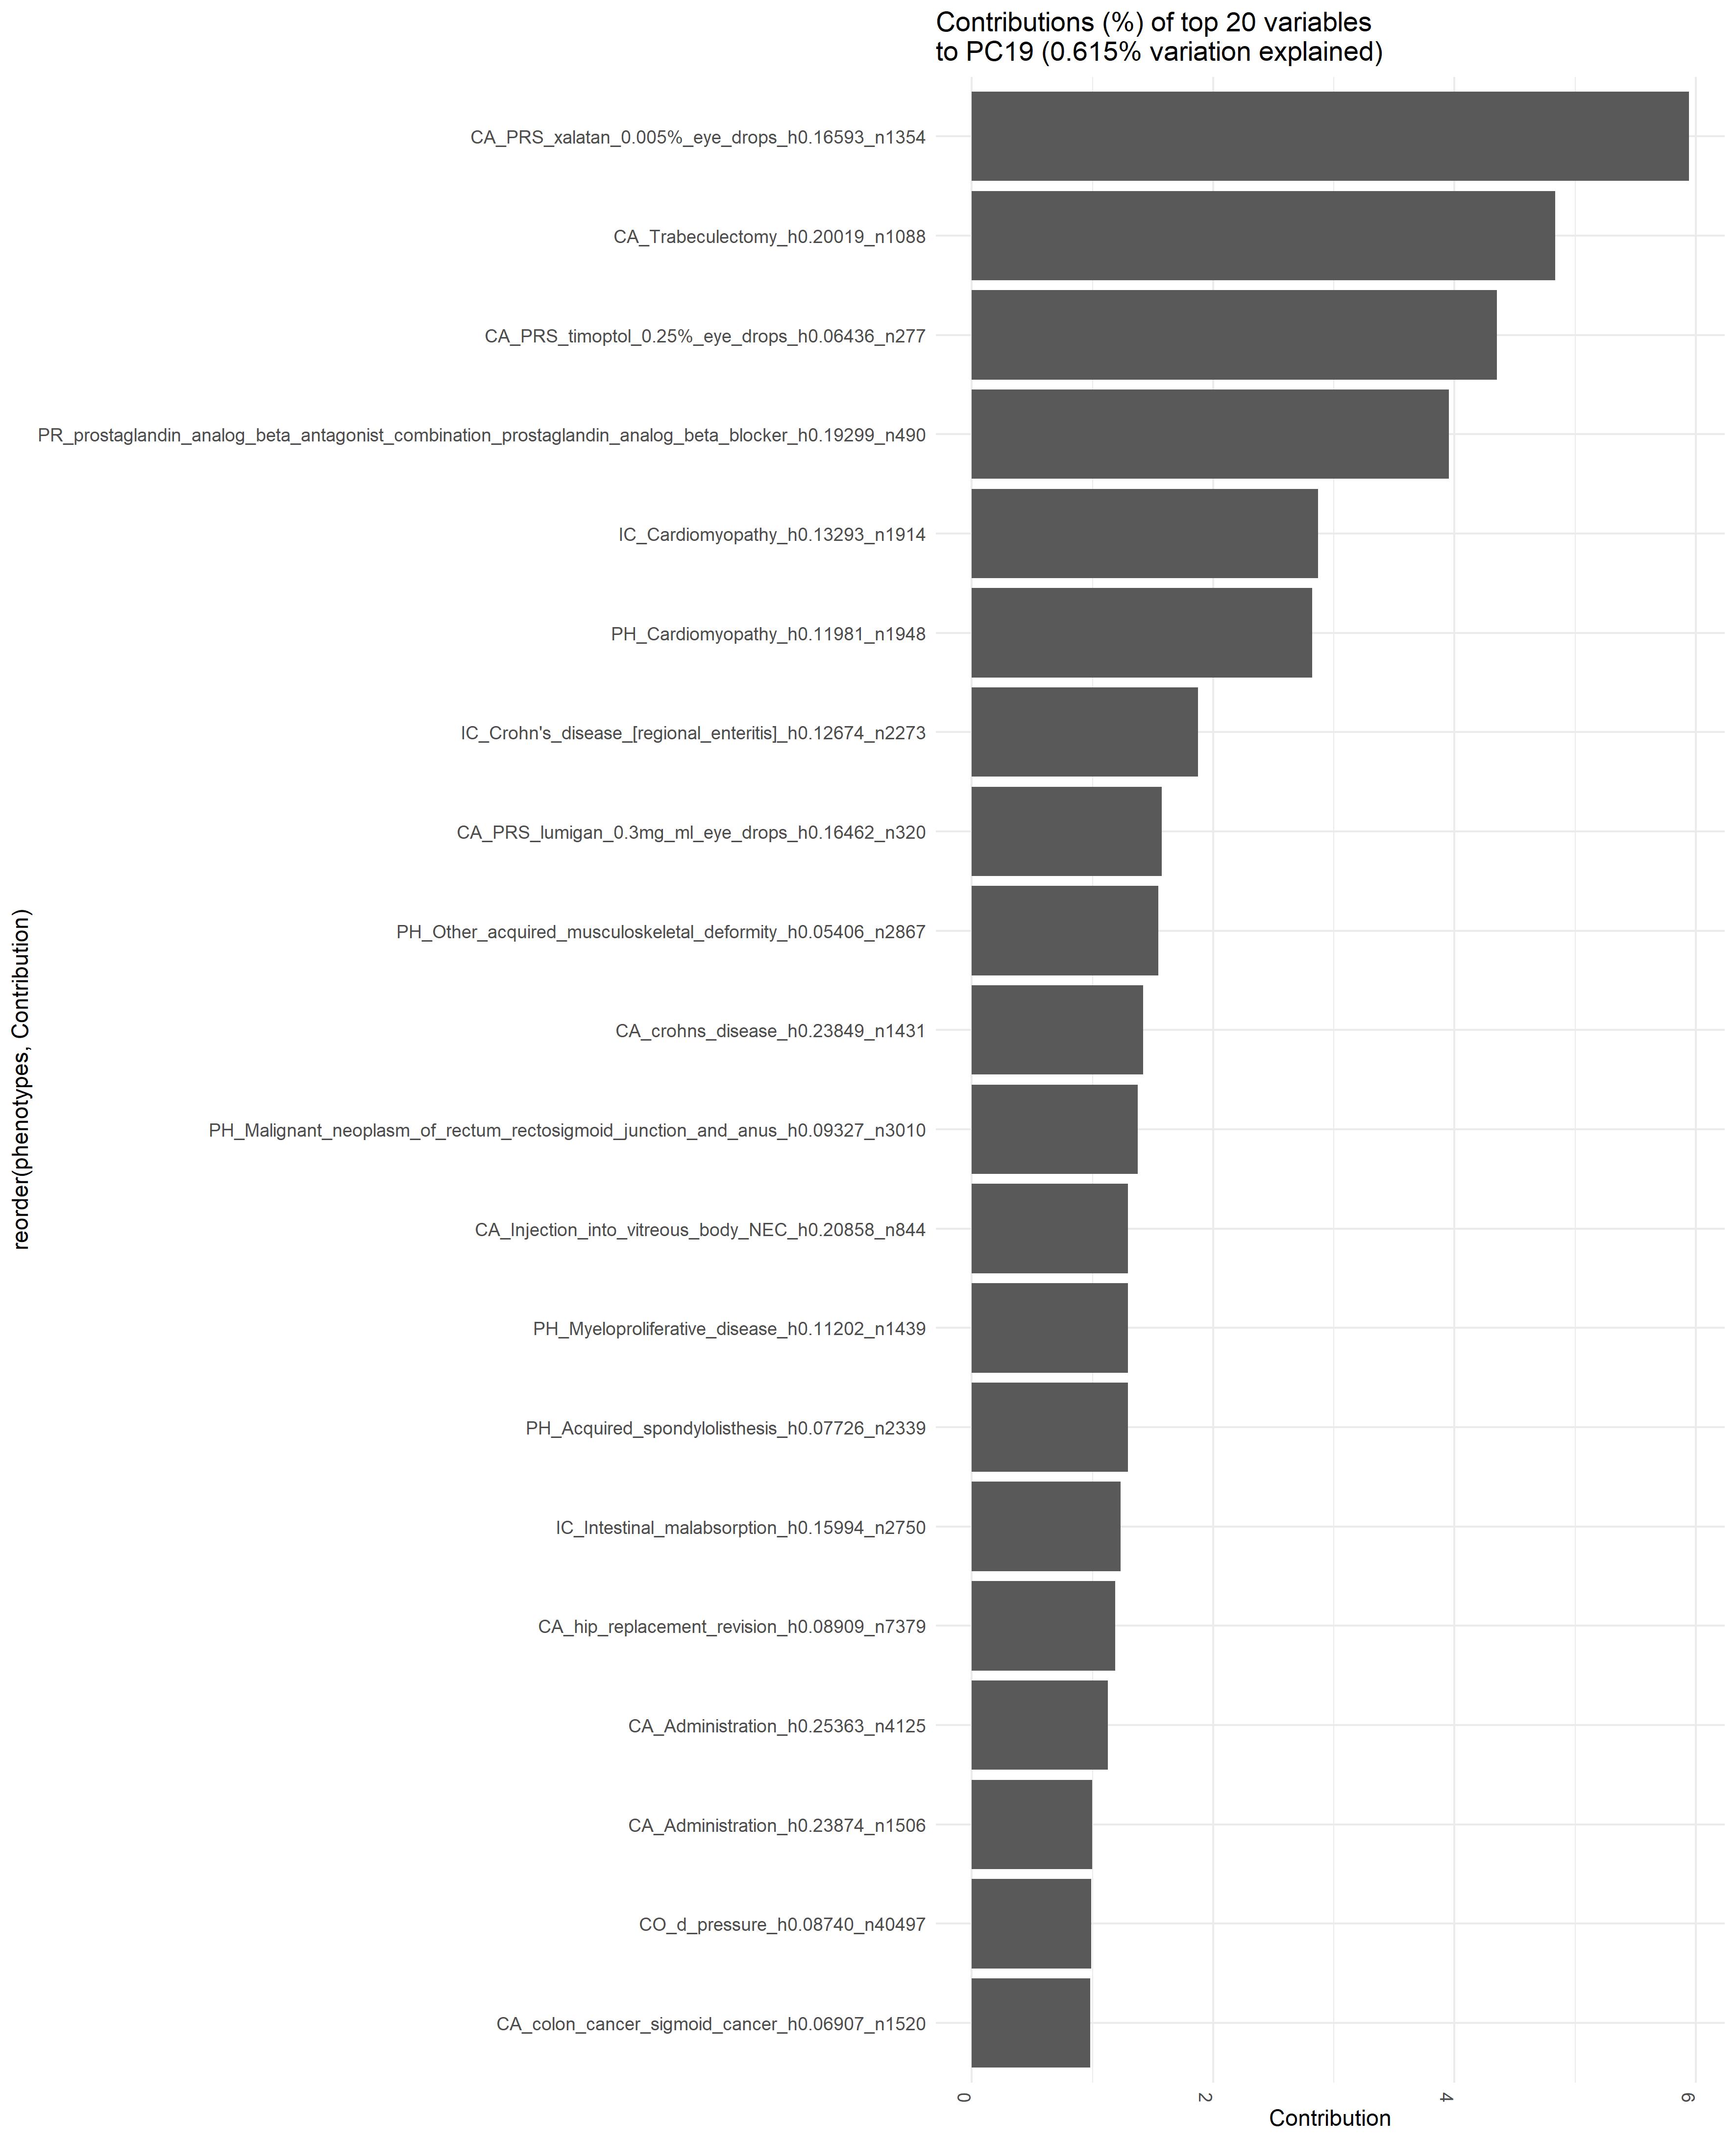 Contributions (%) of top 20 variables
to PC19 (0.615% variation explained)
CA_PRS_xalatan_0.005%_eye_drops_h0.16593_n1354
CA_Trabeculectomy_h0.20019_n1088
CA_PRS_timoptol_0.25%_eye_drops_h0.06436_n277
PR_prostaglandin_analog_beta_antagonist_combination_prostaglandin_analog_beta_blocker_h0.19299_n490
IC_Cardiomyopathy_h0.13293_n1914
PH_Cardiomyopathy_h0.11981_n1948
IC_Crohn's_disease_[regional_enteritis]_h0.12674_n2273
CA_PRS_lumigan_0.3mg_ml_eye_drops_h0.16462_n320
PH_Other_acquired_musculoskeletal_deformity_h0.05406_n2867
CA_crohns_disease_h0.23849_n1431
PH_Malignant_neoplasm_of_rectum_rectosigmoid_junction_and_anus_h0.09327_n3010
CA_Injection_into_vitreous_body_NEC_h0.20858_n844
PH_Myeloproliferative_disease_h0.11202_n1439
PH_Acquired_spondylolisthesis_h0.07726_n2339
IC_Intestinal_malabsorption_h0.15994_n2750
CA_hip_replacement_revision_h0.08909_n7379
CA_Administration_h0.25363_n4125
CA_Administration_h0.23874_n1506
CO_d_pressure_h0.08740_n40497
CA_colon_cancer_sigmoid_cancer_h0.06907_n1520
reorder(phenotypes, Contribution)
0
2
4
6
Contribution